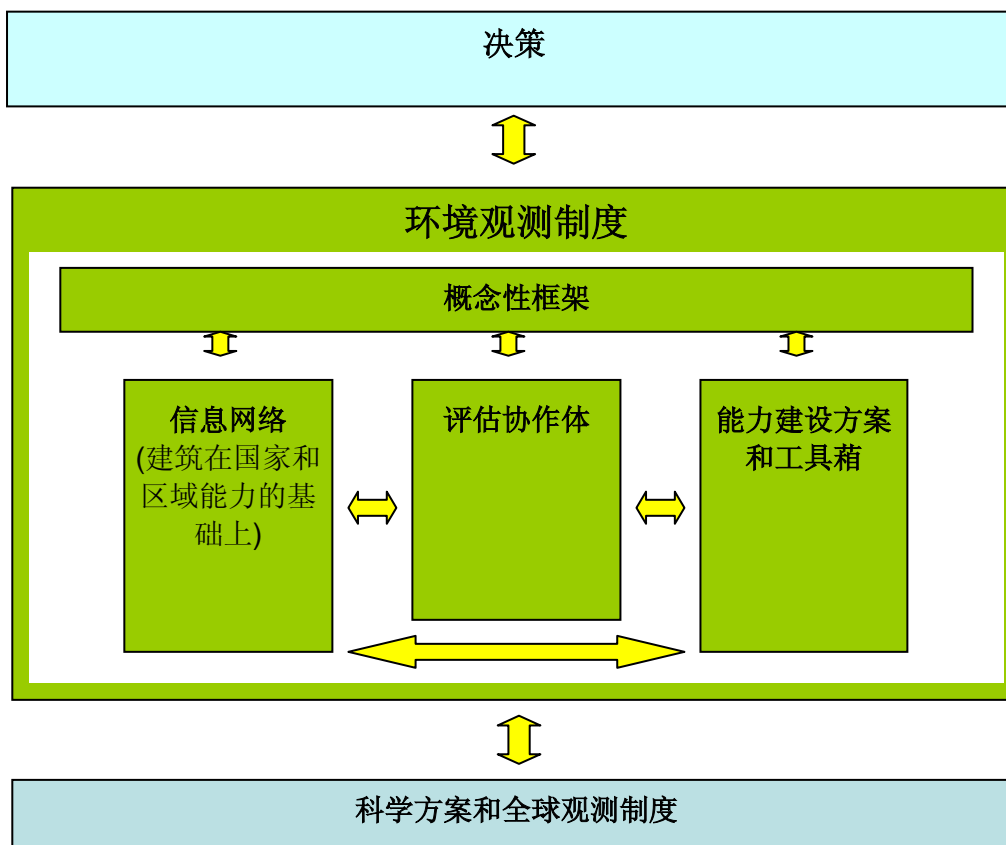 决策
环境观测制度
概念性框架
信息网络
(建筑在国家和
区域能力的基
础上)
评估协作体
能力建设方案
和工具葙
科学方案和全球观测制度